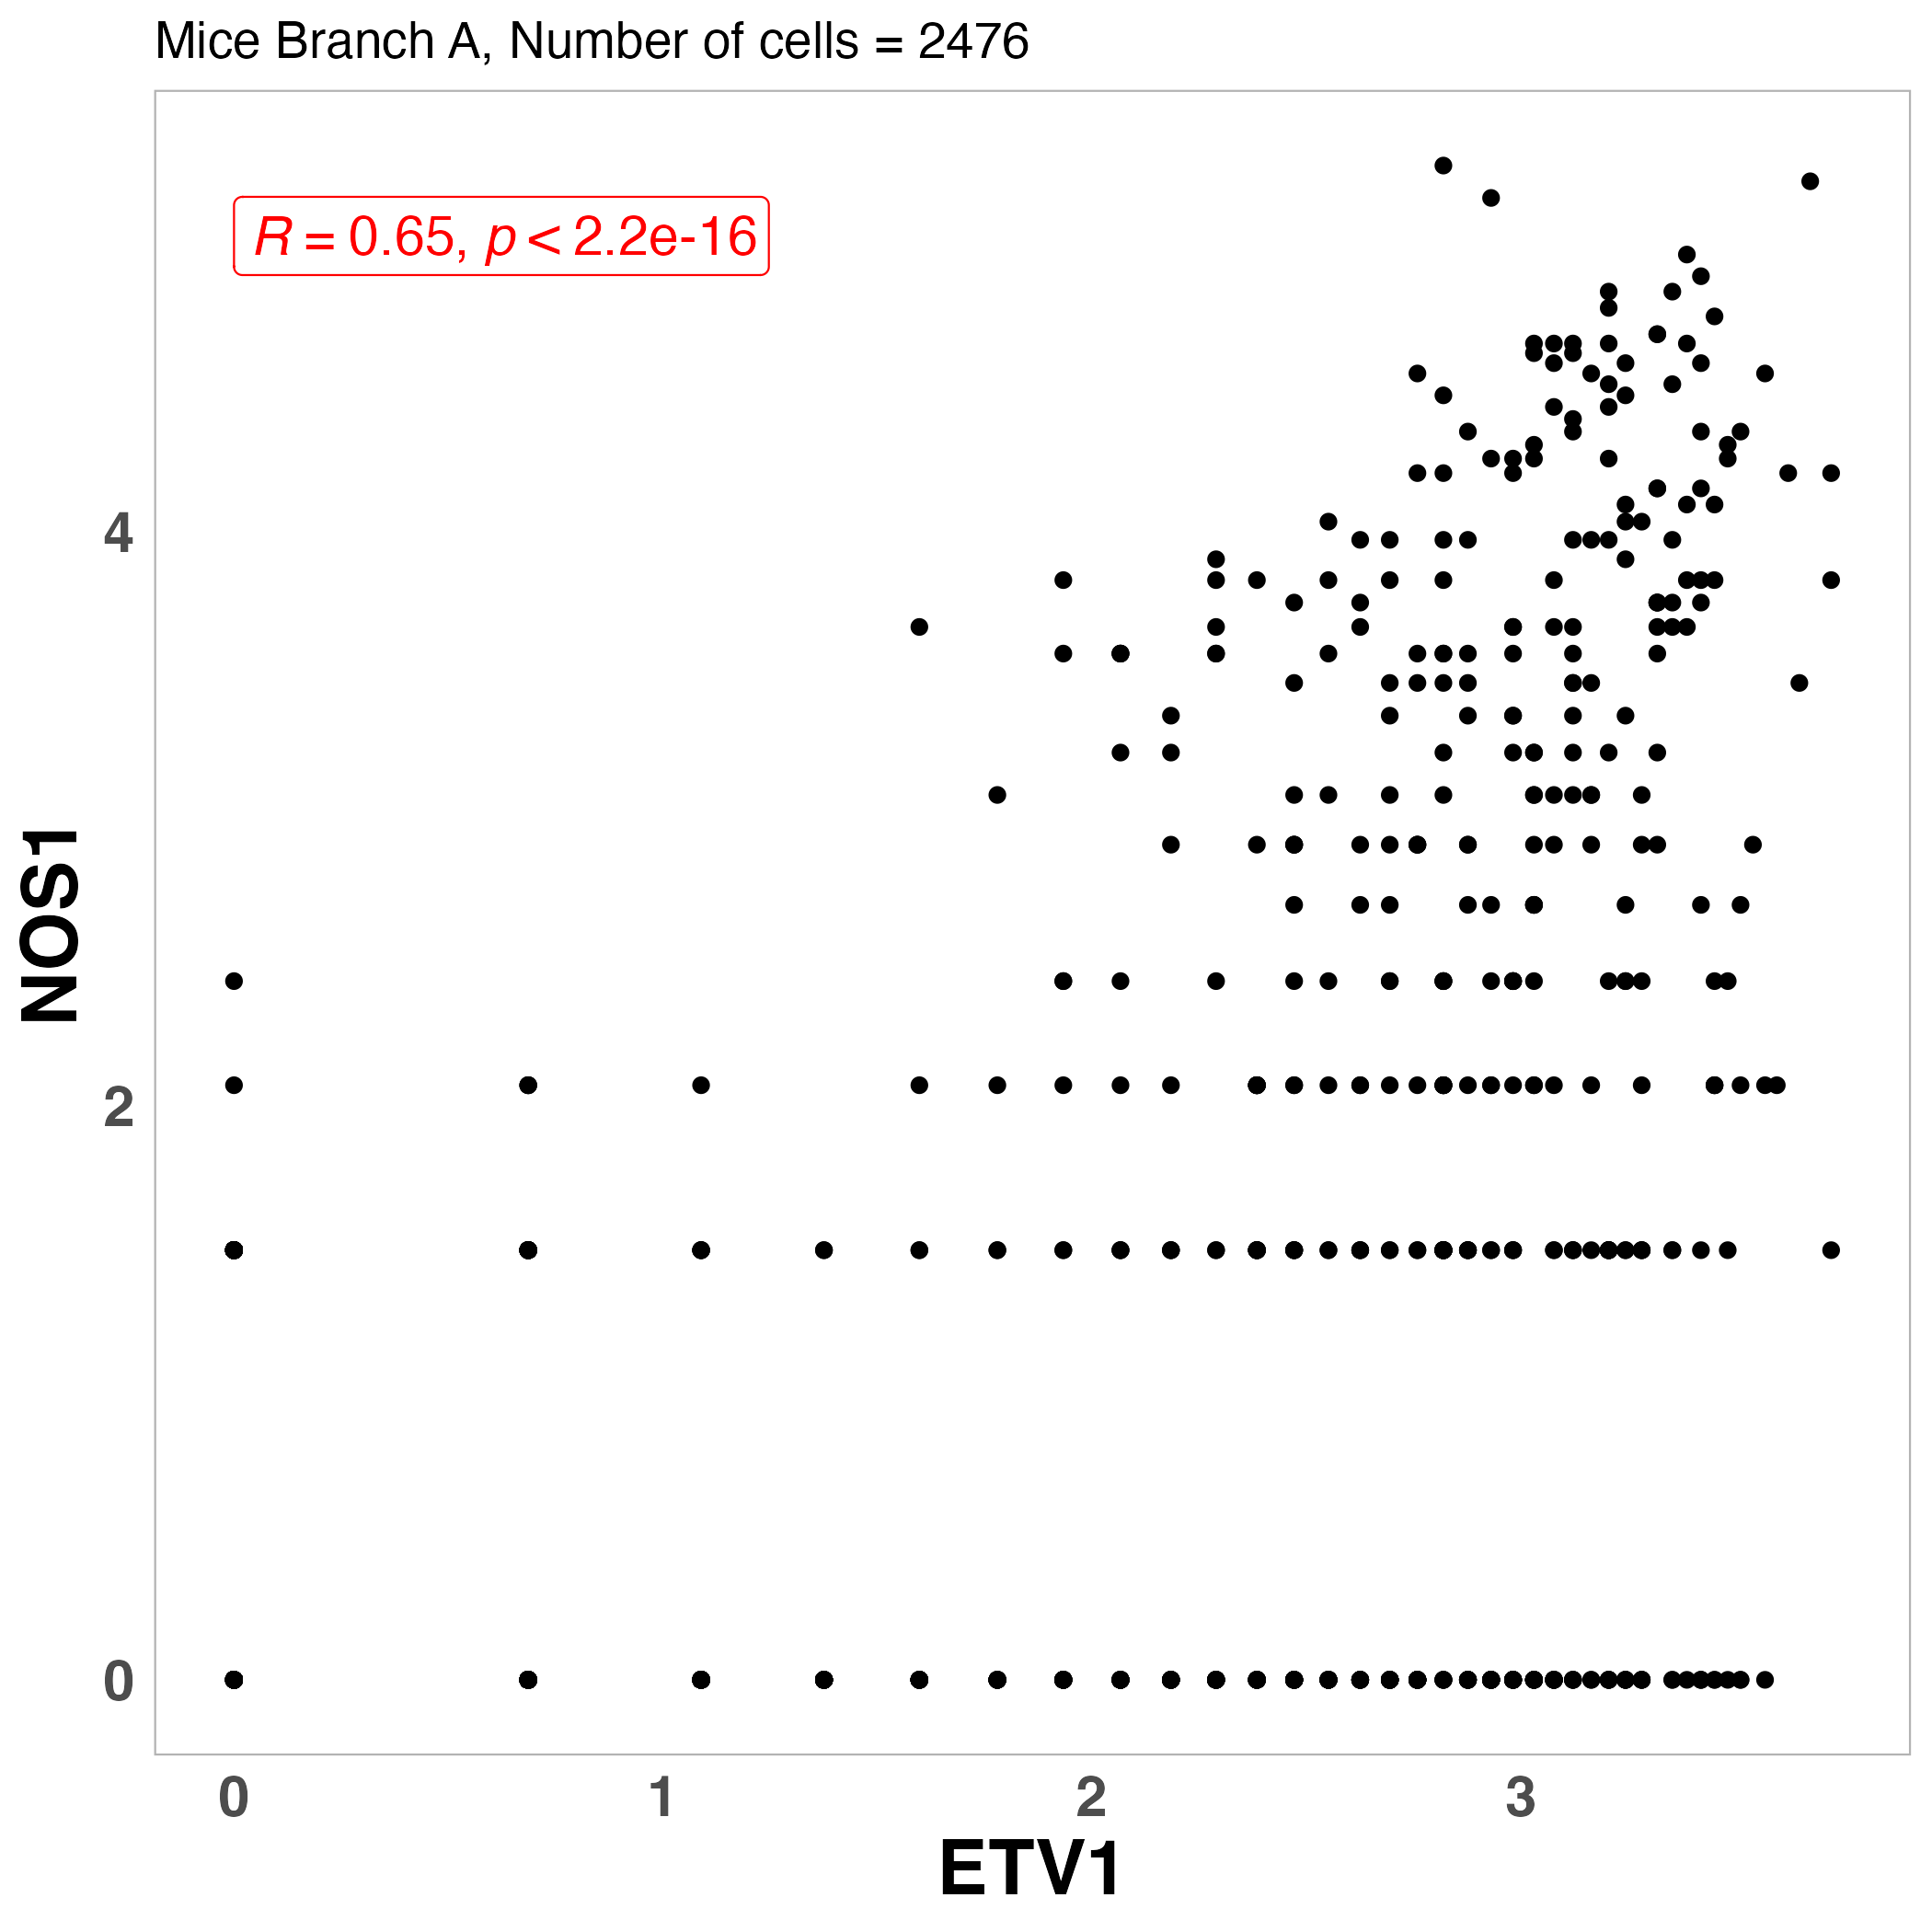 Mice Branch A, Number of cells = 2476
R = 0.65, p < 2.2e-16
4
2
0
NOS1
0 1 2 3
ETV1